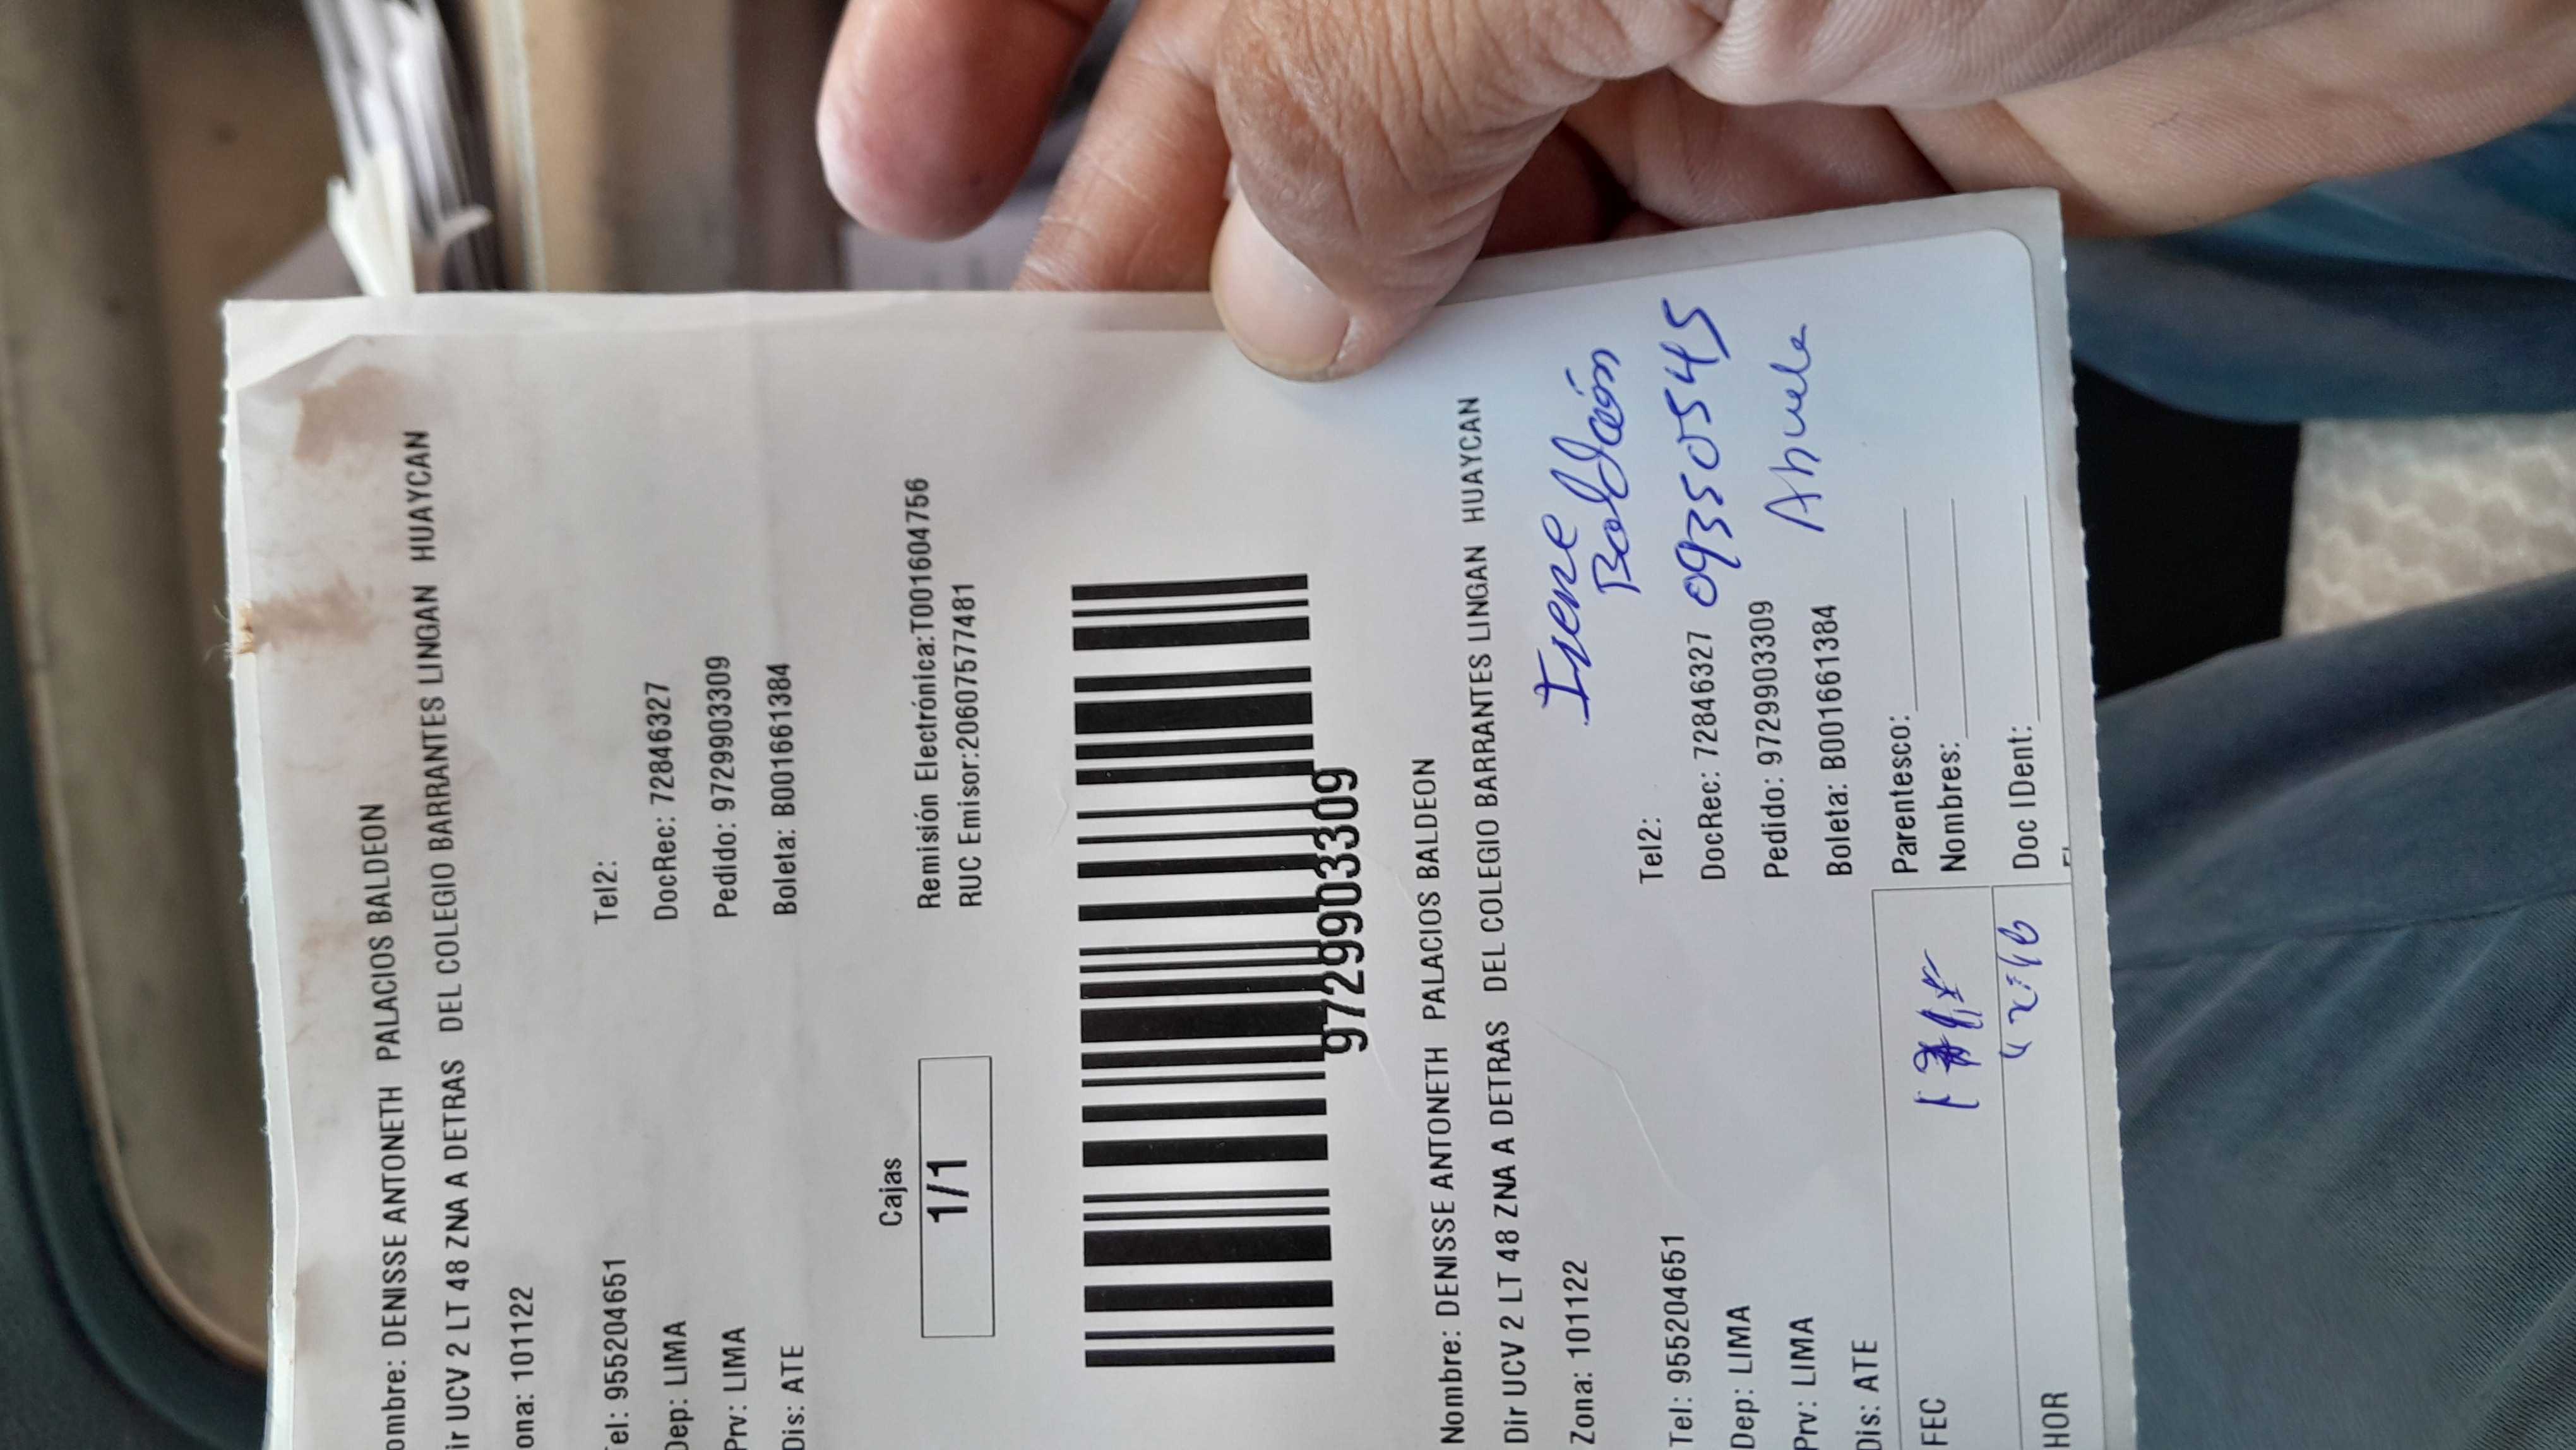 ombre: DENISSE ANTONETH PALACIOS BALDEON
ir UCV 2 LT 48 ZNA A DETRAS DEL COLEGIO BARRANTES LINGAN HUAYCAN
ona: 101122
Tel: 955204651 Tel2:
Dep: LIMA DocRec: 72846327
Prv: LIMA Pedido: 9729903309
Dis: ATE Boleta: B001661384
Cajas Remisión Electrónica:T001604756
1/1 RUC Emisor:20607577481
9729903309
Nombre: DENISSE ANTONETH PALACIOS BALDEON
Dir UCV 2 LT 48 ZNA A DETRAS DEL COLEGIO BARRANTES LINGAN HUAYCAN
Zona: 101122 Irene
Baldeón
Tel: 955204651 Tel2:
Dep: LIMA DocRec: 72846327 09350545
Prv: LIMA Pedido: 9729903309 Abuela
Dis: ATE Boleta: B001661384
FEC Parentesco:
Nombres:
HOR Doc IDent: